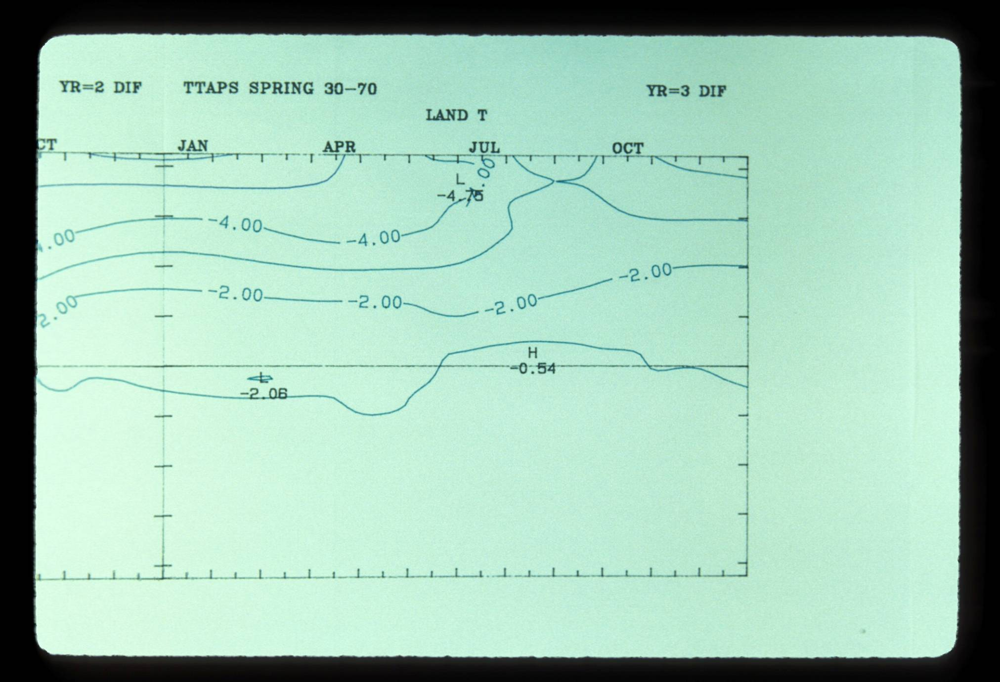 YR=2 DIF TTAPS SPRING 30-70 YR=3 DIF
LAND T
CT JAN APR JUL OCT
-4.00
L
-4.75
4.00 -4.00 -4.00
-2.00
2.00 -2.00 -2.00 -2.00
H
-0.54
L
-2.06